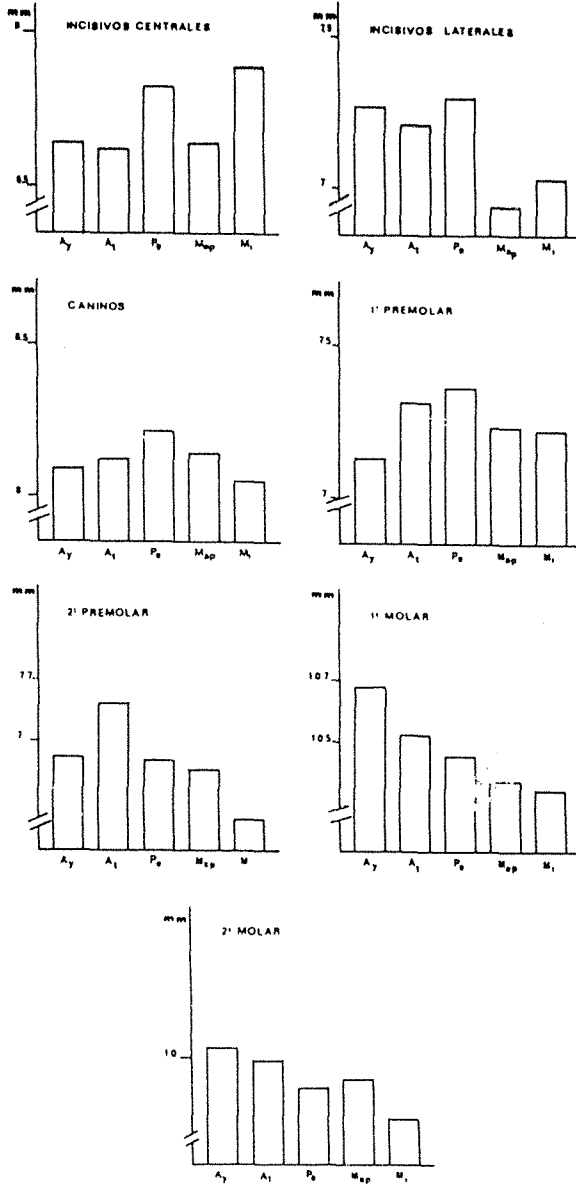 mm
8
INCISIVOS CENTRALES
8.5
Ay At Pe Map Mi
mm
7.5
INCISIVOS LATERALES
7
Ay At Pe Map Mi
mm
CANINOS
8.5
8
Ay At Pe Map Mi
mm
1º PREMOLAR
7.5
7
Ay At Pe Map Mi
mm
2º PREMOLAR
7.7
7
Ay At Pe Map M
mm
1º MOLAR
10.7
10.5
Ay At Pe Map Mi
mm
2º MOLAR
10
Ay At Pe Map Mi